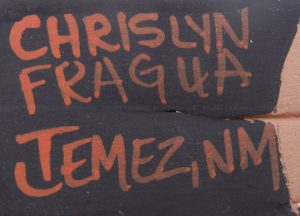 CHRISLYN
FRAGUA
JEMEZ, NM